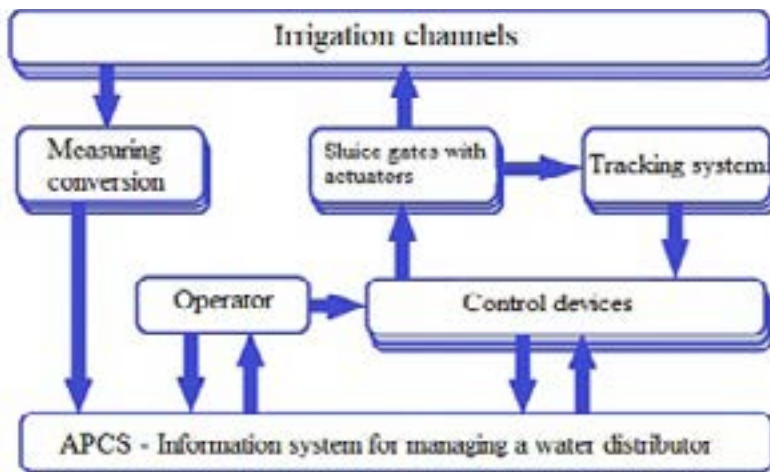 Irrigation channels
Measuring
conversion
Sluice gates with
actuators
Tracking systems
Operator
Control devices
APCS - Information system for managing a water distributor